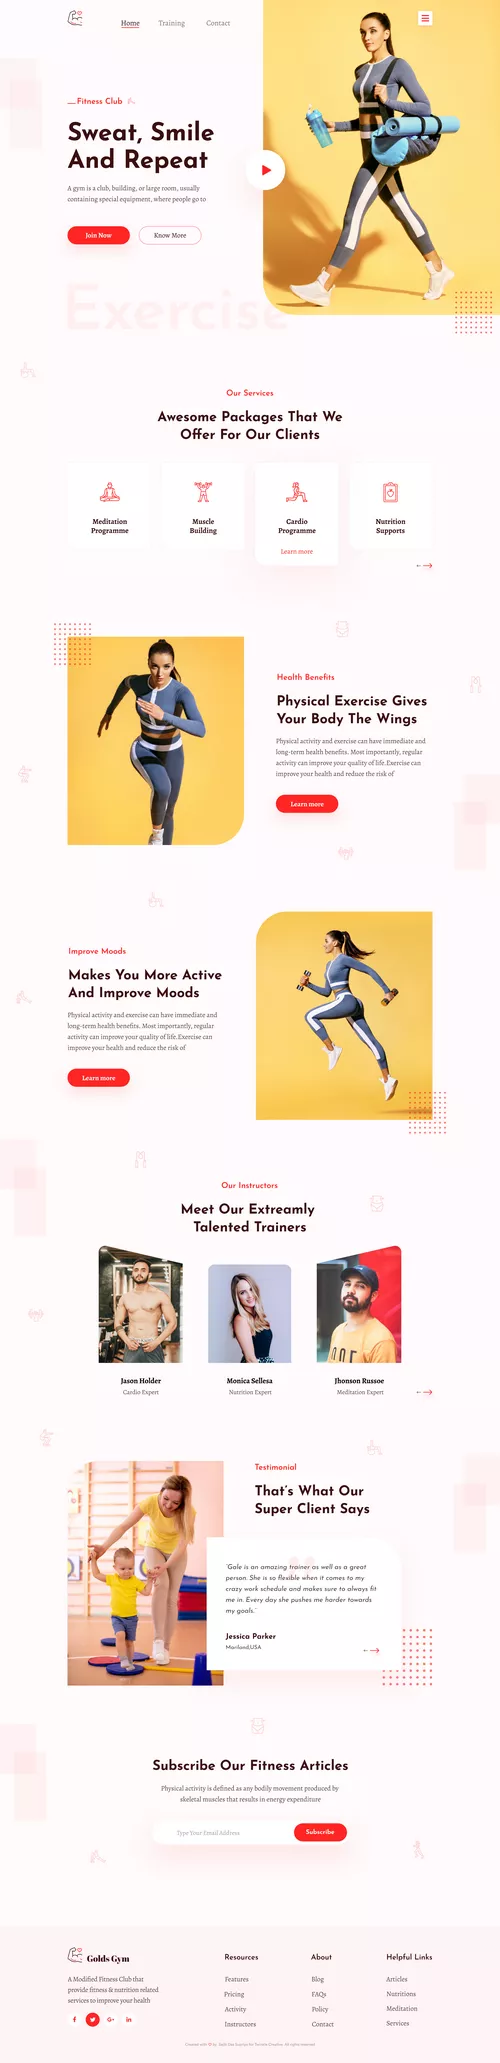 Home Training Contact
Fitness Club
Sweat, Smile
And Repeat
A gym is a club, building, or large room, usually
containing special equipment, where people go to
Join Now Know More
Exercise
Our Services
Awesome Packages That We
Offer For Our Clients
Meditation
Programme
Muscle
Building
Cardio
Programme
Learn more
Nutrition
Supports
Health Benefits
Physical Exercise Gives
Your Body The Wings
Physical activity and exercise can have immediate and
long-term health benefits. Most importantly, regular
activity can improve your quality of life.Exercise can
improve your health and reduce the risk of
Learn more
Improve Moods
Makes You More Active
And Improve Moods
Physical activity and exercise can have immediate and
long-term health benefits. Most importantly, regular
activity can improve your quality of life.Exercise can
improve your health and reduce the risk of
Learn more
Our Instructors
Meet Our Extreamly
Talented Trainers
Jason Holder
Cardio Expert
Monica Sellesa
Nutrition Expert
Jhonson Russoe
Meditation Expert
Testimonial
That's What Our
Super Client Says
"Gale is an amazing trainer as well as a great
person. She is so flexible when it comes to my
crazy work schedule and makes sure to always fit
me in. Every day she pushes me harder towards
my goals."
Jessica Parker
Mariland,USA
Subscribe Our Fitness Articles
Physical activity is defined as any bodily movement produced by
skeletal muscles that results in energy expenditure
Type Your Email Address
Subscribe
Golds Gym
A Modified Fitness Club that
provide fitness & nutrition related
services to improve your health
Resources
Features
Pricing
Activity
Instructors
About
Blog
FAQs
Policy
Contact
Helpful Links
Articles
Nutritions
Meditation
Services